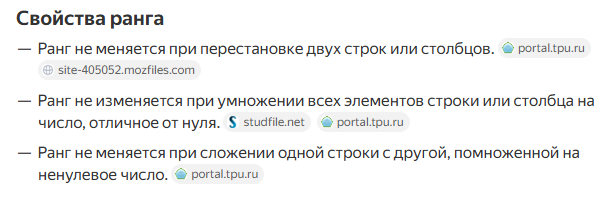 Свойства ранга
— Ранг не меняется при перестановке двух строк или столбцов. portal.tpu.ru
site-405052.mozfiles.com
— Ранг не изменяется при умножении всех элементов строки или столбца на
число, отличное от нуля. studfile.net portal.tpu.ru
— Ранг не меняется при сложении одной строки с другой, помноженной на
ненулевое число. portal.tpu.ru